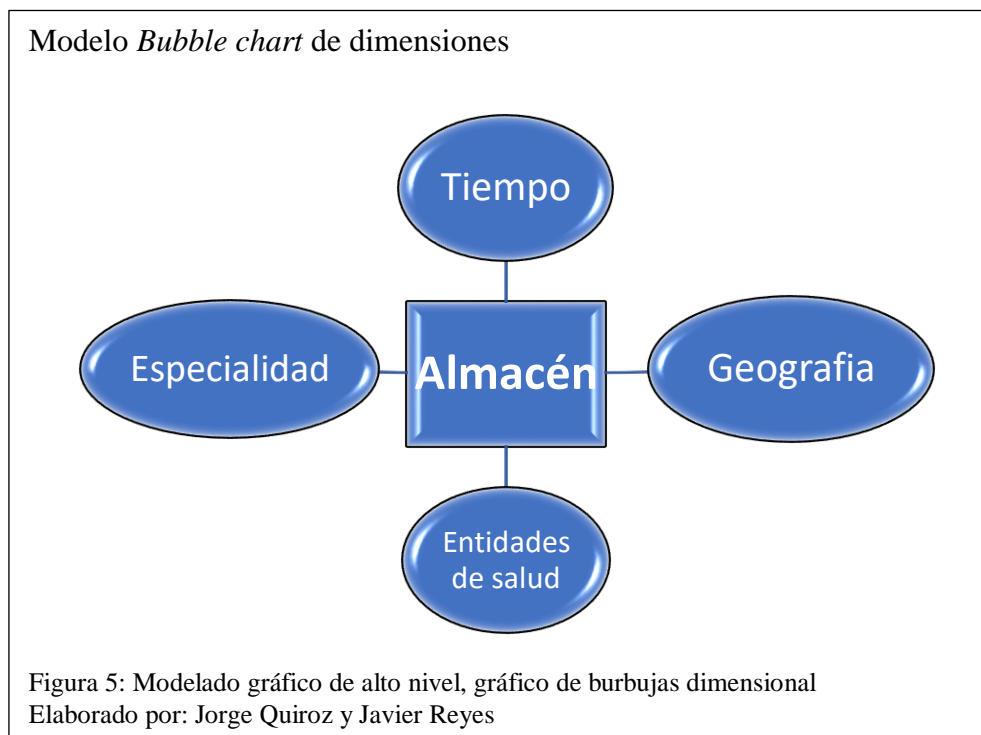 Modelo Bubble chart de dimensiones
Tiempo
Especialidad
Almacén
Geografia
Entidades
de salud
Figura 5: Modelado gráfico de alto nivel, gráfico de burbujas dimensional
Elaborado por: Jorge Quiroz y Javier Reyes